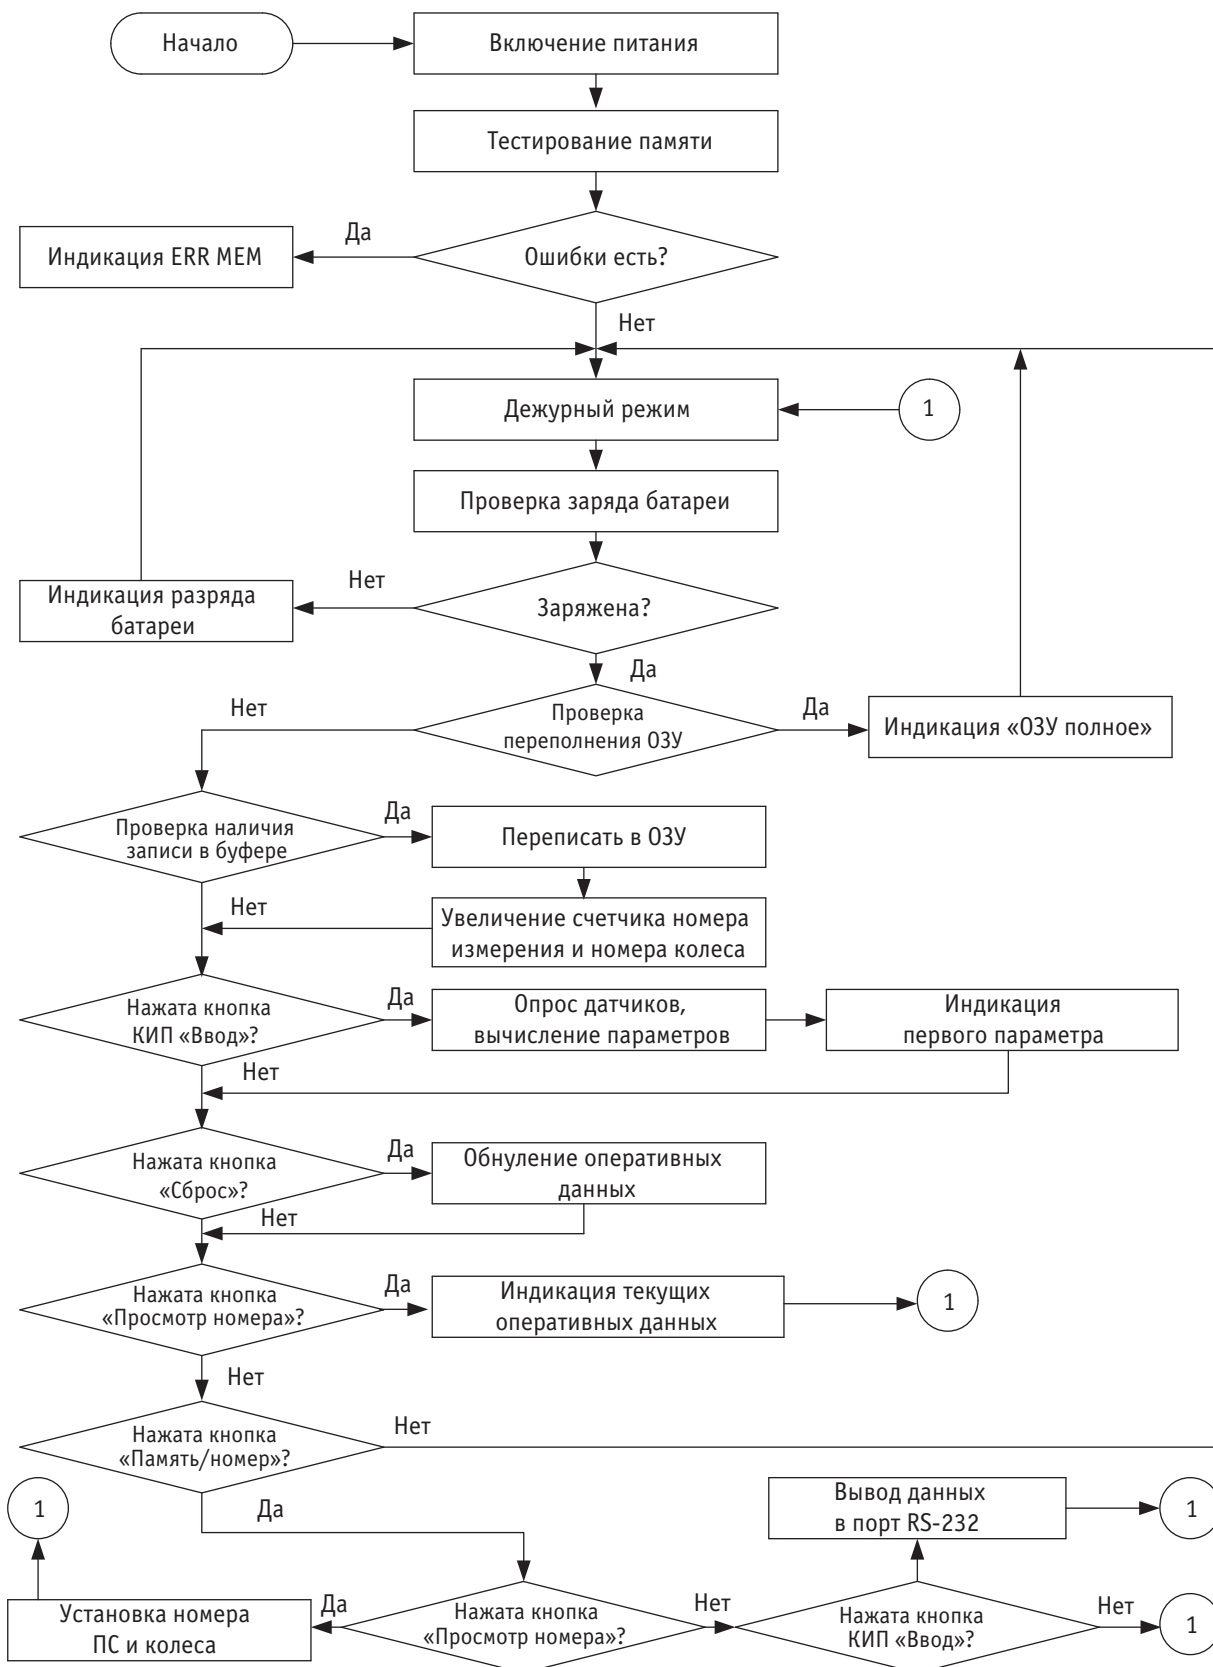 Начало
Включение питания
Тестирование памяти
Да
Индикация ERR MEM
Ошибки есть?
Нет
Дежурный режим
1
Проверка заряда батареи
Нет
Индикация разряда
батареи
Заряжена?
Да
Нет
Проверка
переполнения ОЗУ
Да
Индикация «ОЗУ полное»
Проверка наличия
записи в буфере
Да
Переписать в ОЗУ
Нет
Увеличение счетчика номера
измерения и номера колеса
Нажата кнопка
КИП «Ввод»?
Да
Опрос датчиков,
вычисление параметров
Индикация
первого параметра
Нет
Нажата кнопка
«Сброс»?
Да
Обнуление оперативных
данных
Нет
Нажата кнопка
«Просмотр номера»?
Да
Индикация текущих
оперативных данных
1
Нет
Нажата кнопка
«Память/номер»?
Нет
1
Да
Вывод данных
в порт RS-232
1
Установка номера
ПС и колеса
Да
Нажата кнопка
«Просмотр номера»?
Нет
Нажата кнопка
КИП «Ввод»?
Нет
1